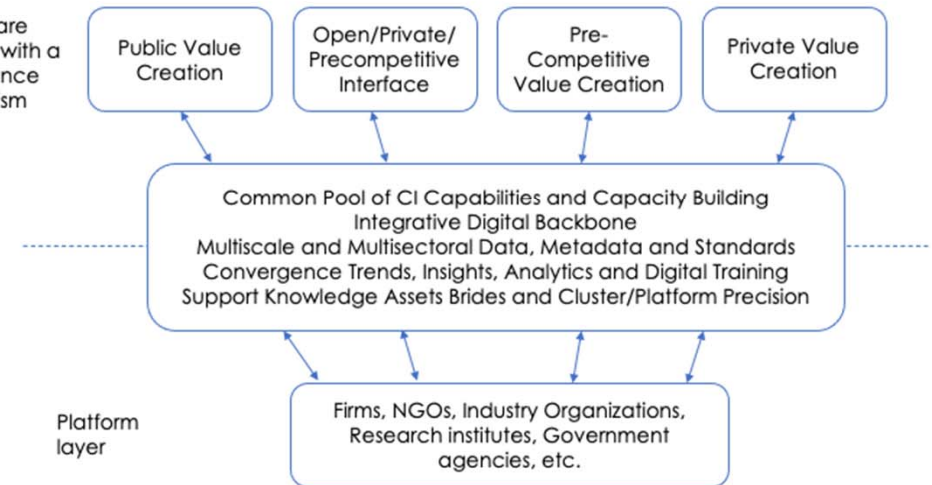 are
with a
nce
sm
Public Value
Creation
Open/Private/
Precompetitive
Interface
Pre-
Competitive
Value Creation
Private Value
Creation
Common Pool of CI Capabilities and Capacity Building
Integrative Digital Backbone
Multiscale and Multisectoral Data, Metadata and Standards
Convergence Trends, Insights, Analytics and Digital Training
Support Knowledge Assets Brides and Cluster/Platform Precision
Platform
layer
Firms, NGOs, Industry Organizations,
Research institutes, Government
agencies, etc.